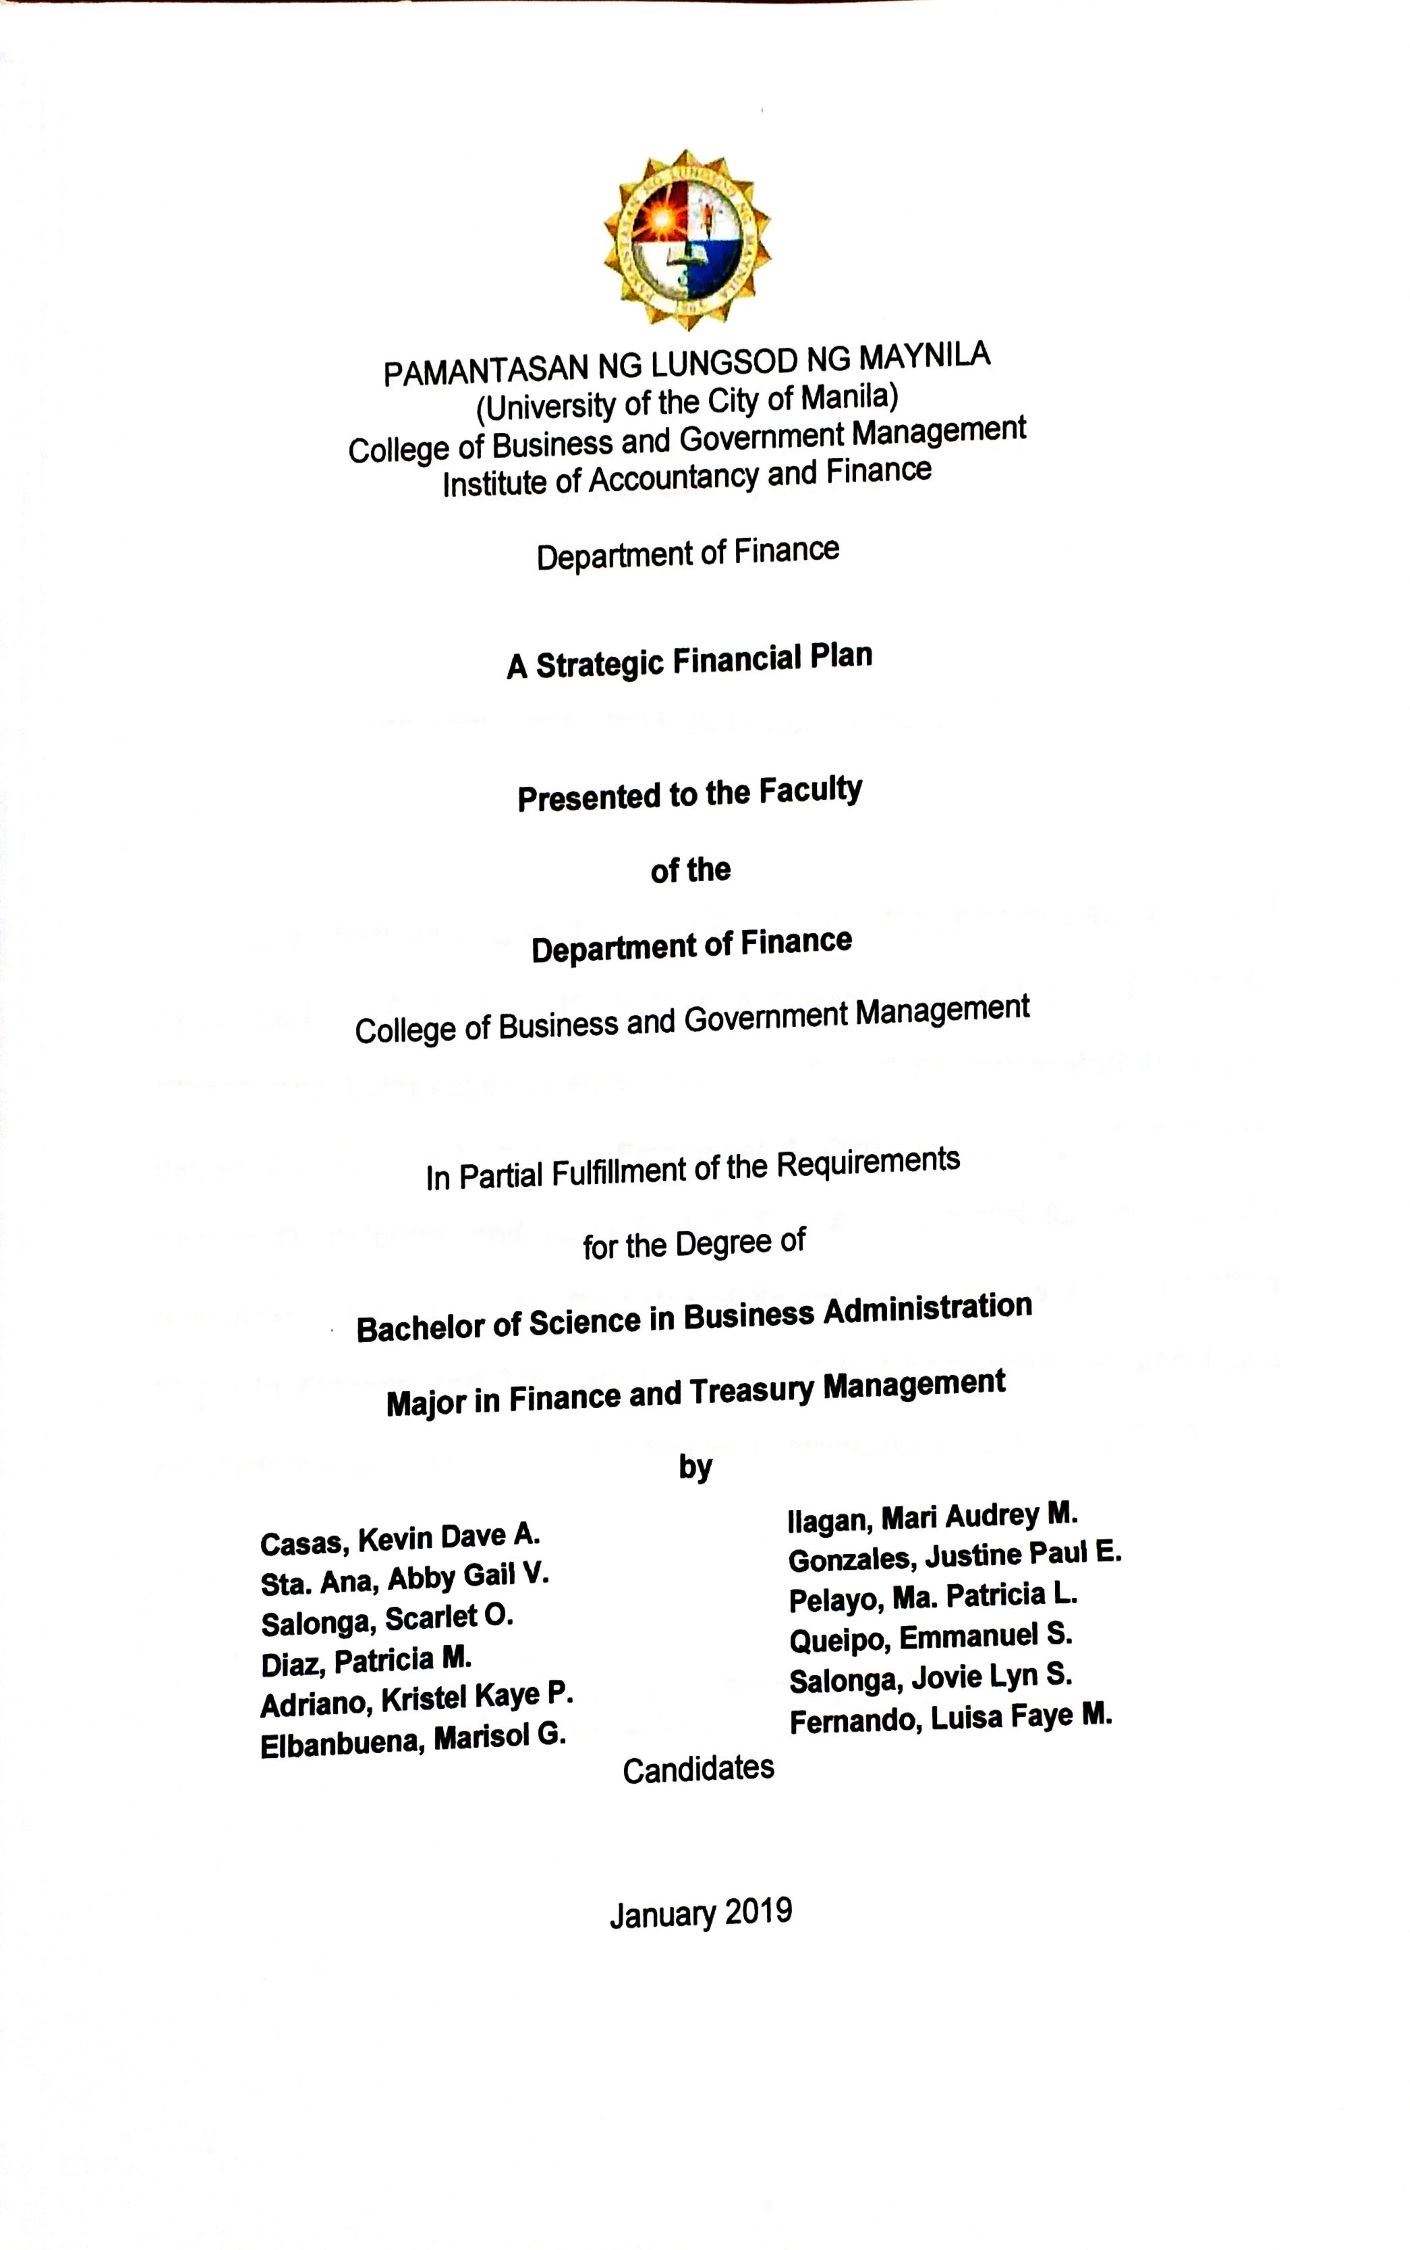 PAMANTASAN NG LUNGSOD NG MAYNILA
PAMANTASAN NG LUNGSOD NG MAYNILA
(University of the City of Manila)
College of Business and Government Management
Institute of Accountancy and Finance
Department of Finance
A Strategic Financial Plan
Presented to the Faculty
of the
Department of Finance
College of Business and Government Management
In Partial Fulfillment of the Requirements
for the Degree of
Bachelor of Science in Business Administration
Major in Finance and Treasury Management
by
Casas, Kevin Dave A.
Sta. Ana, Abby Gail V.
Salonga, Scarlet O.
Diaz, Patricia M.
Adriano, Kristel Kaye P.
Elbanbuena, Marisol G.
Ilagan, Mari Audrey M.
Gonzales, Justine Paul E.
Pelayo, Ma. Patricia L.
Queipo, Emmanuel S.
Salonga, Jovie Lyn S.
Fernando, Luisa Faye M.
Candidates
January 2019